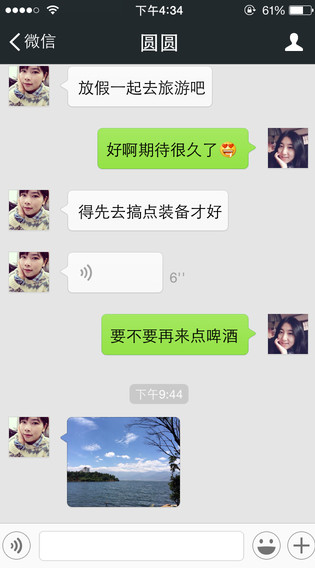 下午4:34
61%
微信
圆圆
放假一起去旅游吧
好啊期待很久了
得先去搞点装备才好
6''
要不要再来点啤酒
下午9:44